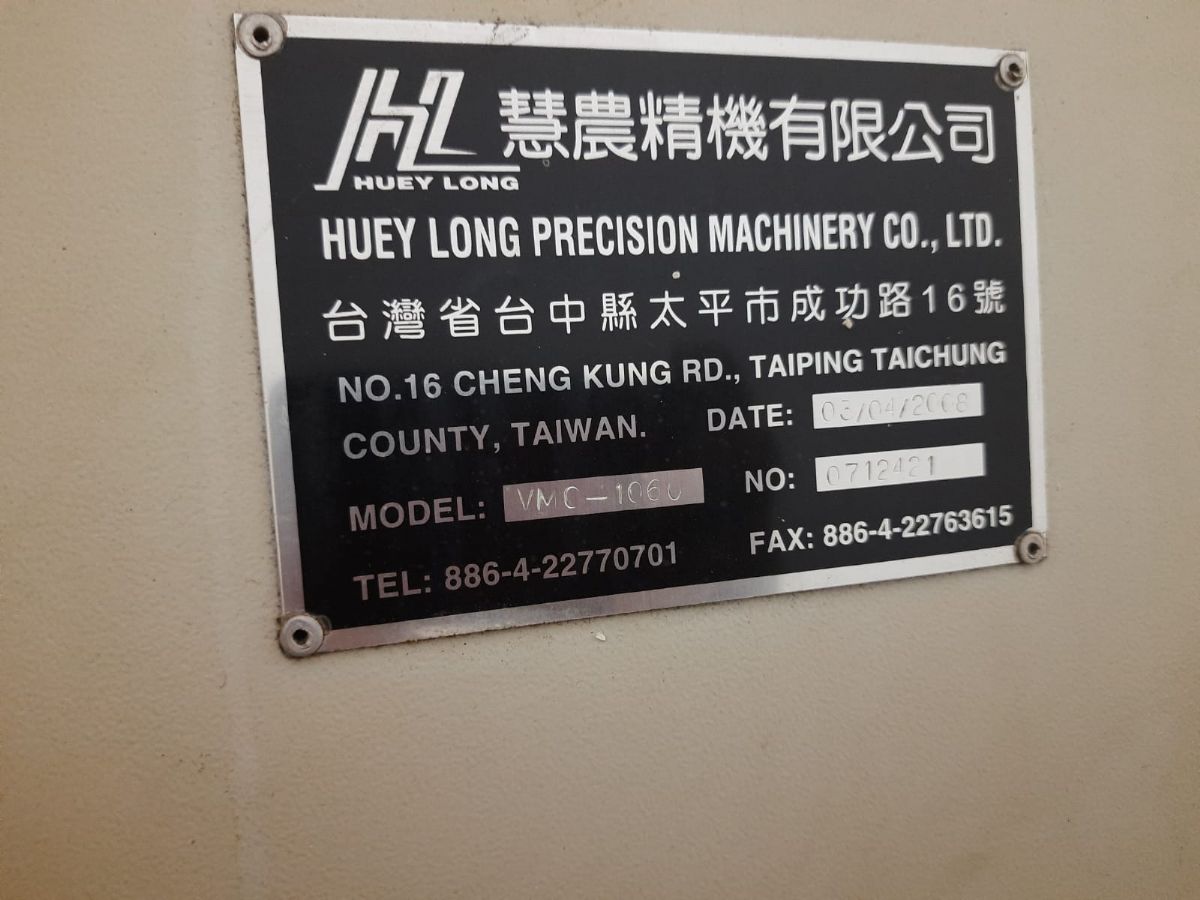 HL 慧農精機有限公司
HUEY LONG
HUEY LONG PRECISION MACHINERY CO., LTD.
台灣省台中縣太平市成功路16號
NO.16 CHENG KUNG RD., TAIPING TAICHUNG
COUNTY, TAIWAN. DATE: 03/04/2008
MODEL: VMC-1060 NO: 0712421
TEL: 886-4-22770701 FAX: 886-4-22763615